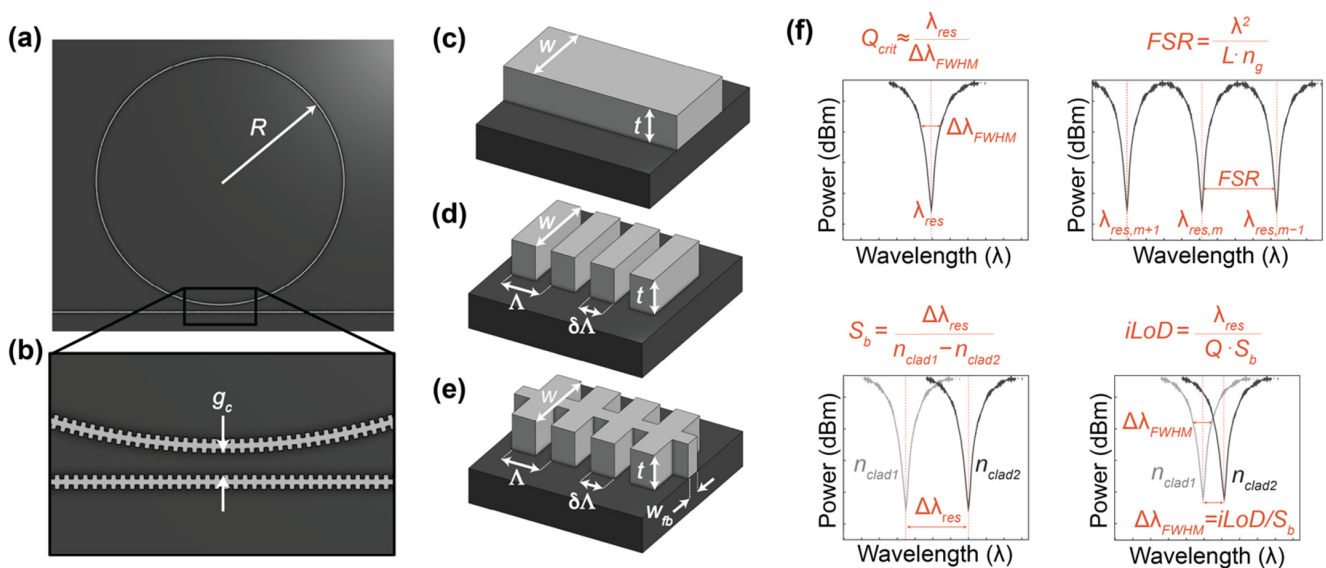 (a)
R
(b)
g_c
(c)
w
t
(d)
w
t
Λ
δΛ
(e)
w
t
Λ
δΛ
w_fb
(f)
Q_crit ≈ λ_res / Δλ_FWHM
Power (dBm)
Δλ_FWHM
λ_res
Wavelength (λ)
FSR = λ² / L · n_g
Power (dBm)
FSR
λ_res,m+1 λ_res,m λ_res,m−1
Wavelength (λ)
S_b = Δλ_res / n_clad1 − n_clad2
Power (dBm)
n_clad1 n_clad2
Δλ_res
Wavelength (λ)
iLoD = λ_res / Q · S_b
Power (dBm)
Δλ_FWHM
n_clad1 n_clad2
Δλ_FWHM=iLoD/S_b
Wavelength (λ)